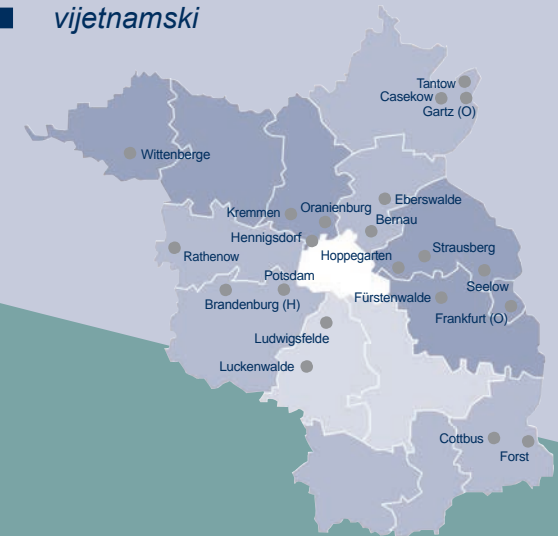 vijetnamski
Tantow
Casekow
Gartz (O)
Wittenberge
Eberswalde
Kremmen
Oranienburg
Bernau
Hennigsdorf
Strausberg
Rathenow
Hoppegarten
Potsdam
Seelow
Brandenburg (H)
Fürstenwalde
Frankfurt (O)
Ludwigsfelde
Luckenwalde
Cottbus
Forst